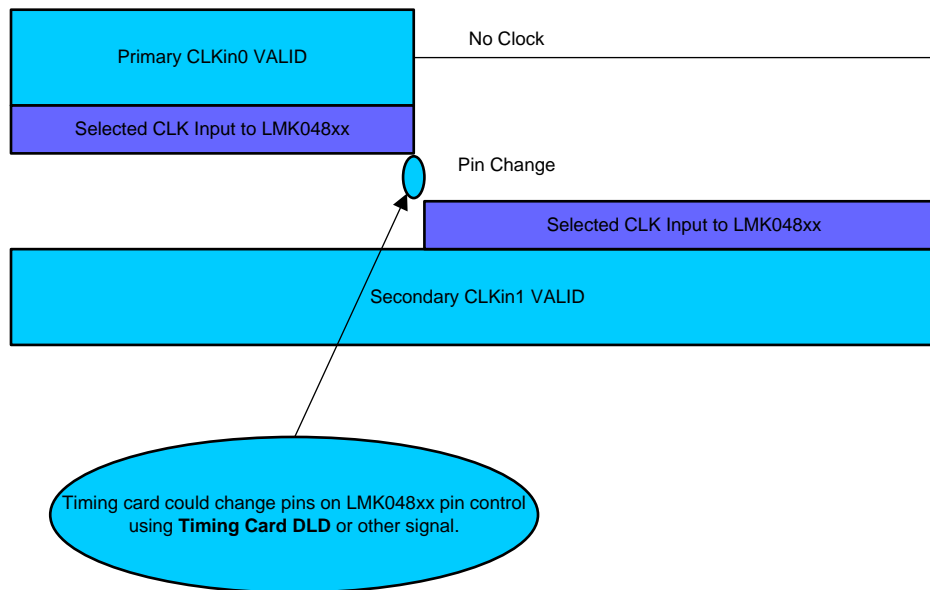 Primary CLKin0 VALID
No Clock
Selected CLK Input to LMK048xx
Pin Change
Selected CLK Input to LMK048xx
Secondary CLKin1 VALID
Timing card could change pins on LMK048xx pin control
using Timing Card DLD or other signal.